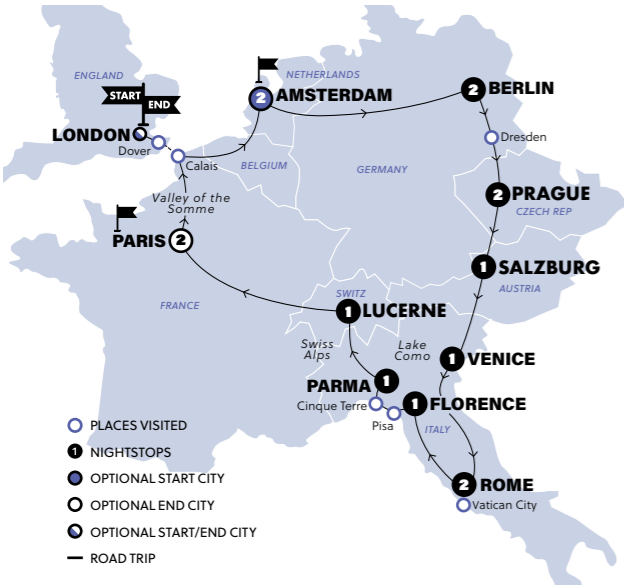 ENGLAND
START
END
LONDON
Dover
Calais
NETHERLANDS
2 AMSTERDAM
BELGIUM
GERMANY
2 BERLIN
Dresden
2 PRAGUE
CZECH REP
1 SALZBURG
AUSTRIA
Valley of the
Somme
PARIS 2
FRANCE
SWITZ
1 LUCERNE
Swiss
Alps
Lake
Como
1 VENICE
PARMA 1
Cinque Terre
Pisa
1 FLORENCE
ITALY
2 ROME
Vatican City
PLACES VISITED
1 NIGHTSTOPS
OPTIONAL START CITY
OPTIONAL END CITY
OPTIONAL START/END CITY
ROAD TRIP